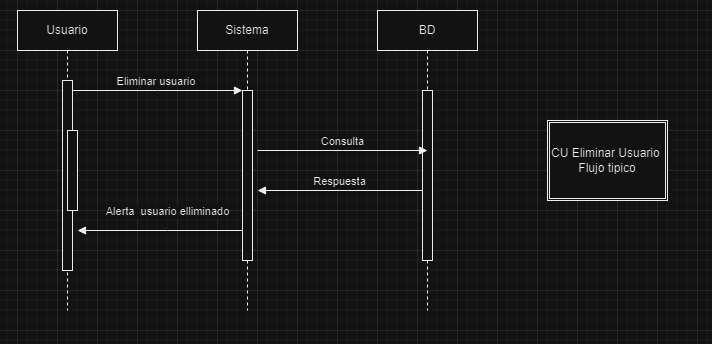 Usuario
Sistema
BD
Eliminar usuario
Consulta
CU Eliminar Usuario
Flujo tipico
Respuesta
Alerta  usuario elliminado